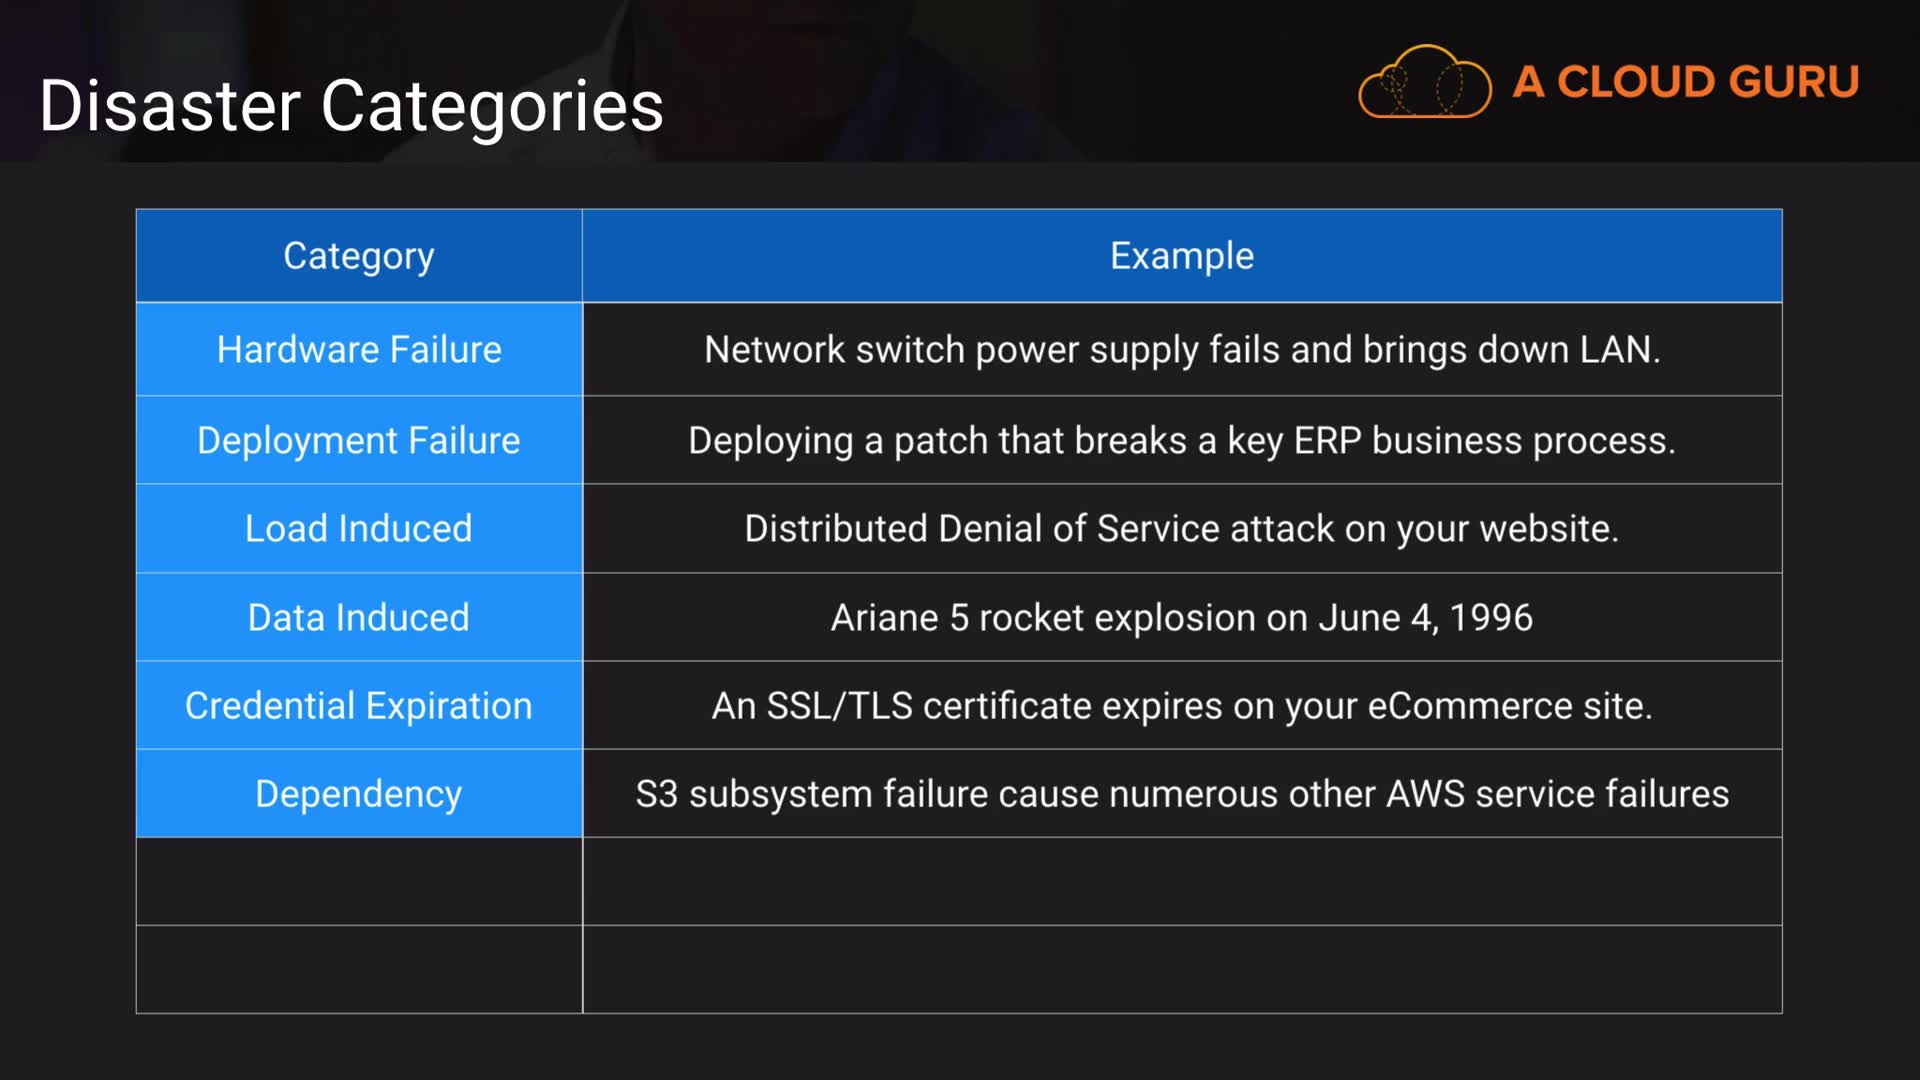 Disaster Categories
A CLOUD GURU
Category Example
Hardware Failure Network switch power supply fails and brings down LAN.
Deployment Failure Deploying a patch that breaks a key ERP business process.
Load Induced Distributed Denial of Service attack on your website.
Data Induced Ariane 5 rocket explosion on June 4, 1996
Credential Expiration An SSL/TLS certificate expires on your eCommerce site.
Dependency S3 subsystem failure cause numerous other AWS service failures